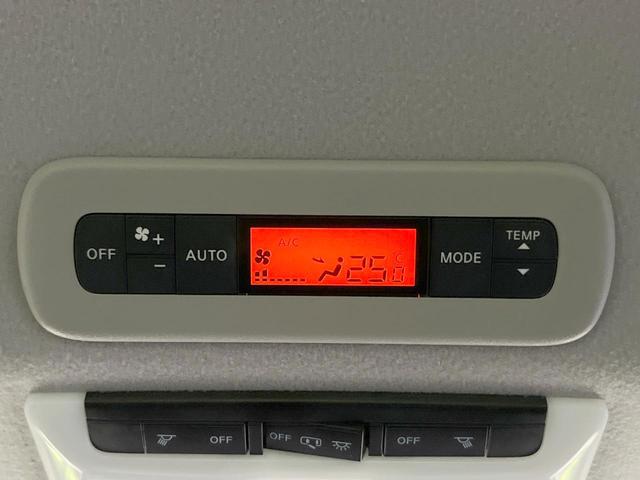 OFF + − AUTO A/C 25.0 °C MODE TEMP
OFF OFF OFF